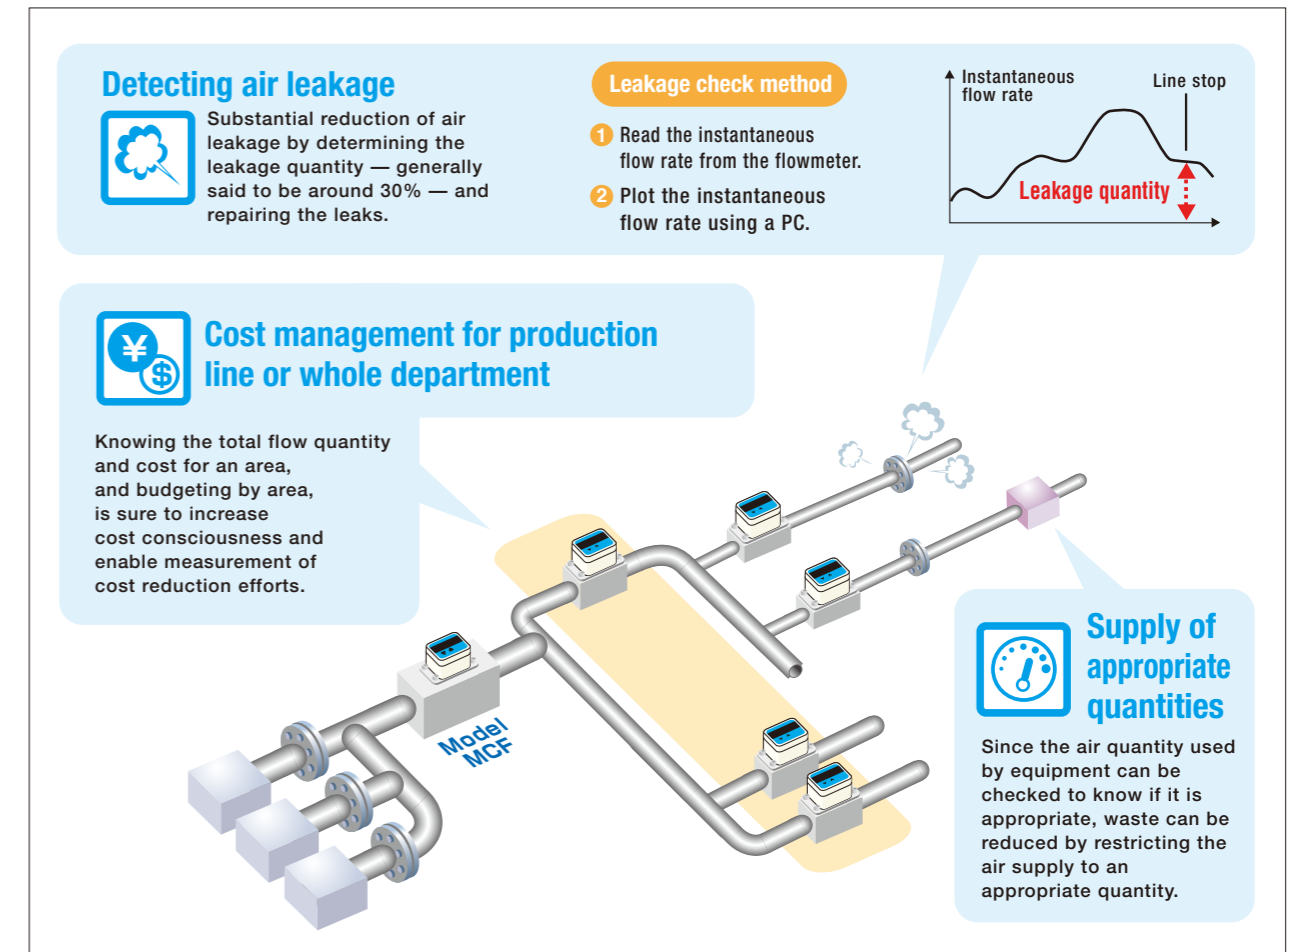 Detecting air leakage
Substantial reduction of air
leakage by determining the
leakage quantity — generally
said to be around 30% — and
repairing the leaks.
Leakage check method
1 Read the instantaneous
flow rate from the flowmeter.
2 Plot the instantaneous
flow rate using a PC.
Instantaneous
flow rate
Line stop
Leakage quantity
¥
$
Cost management for production
line or whole department
Knowing the total flow quantity
and cost for an area,
and budgeting by area,
is sure to increase
cost consciousness and
enable measurement of
cost reduction efforts.
Model
MCF
Supply of
appropriate
quantities
Since the air quantity used
by equipment can be
checked to know if it is
appropriate, waste can be
reduced by restricting the
air supply to an
appropriate quantity.